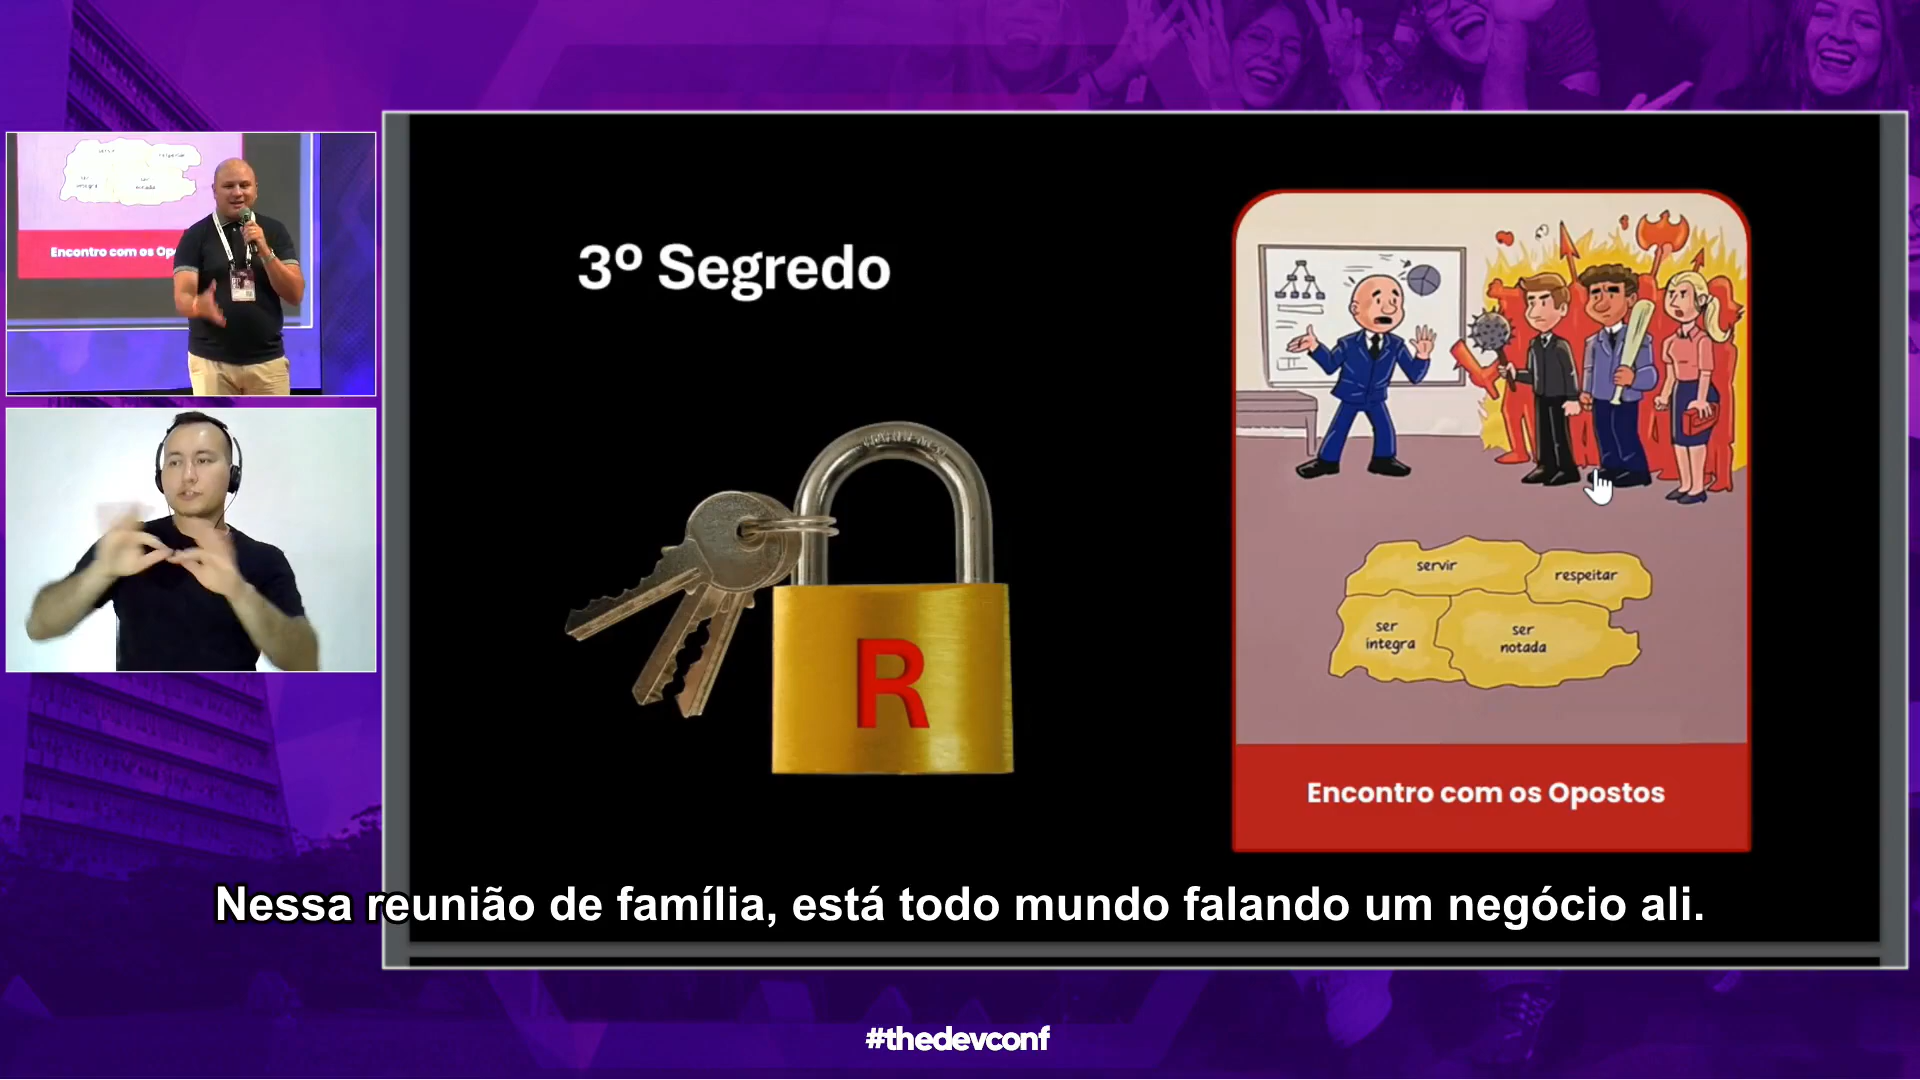 Encontro com os Op
3º Segredo
R
servir
respeitar
ser
integra
ser
notada
Encontro com os Opostos
Nessa reunião de família, está todo mundo falando um negócio ali.
#thedevconf